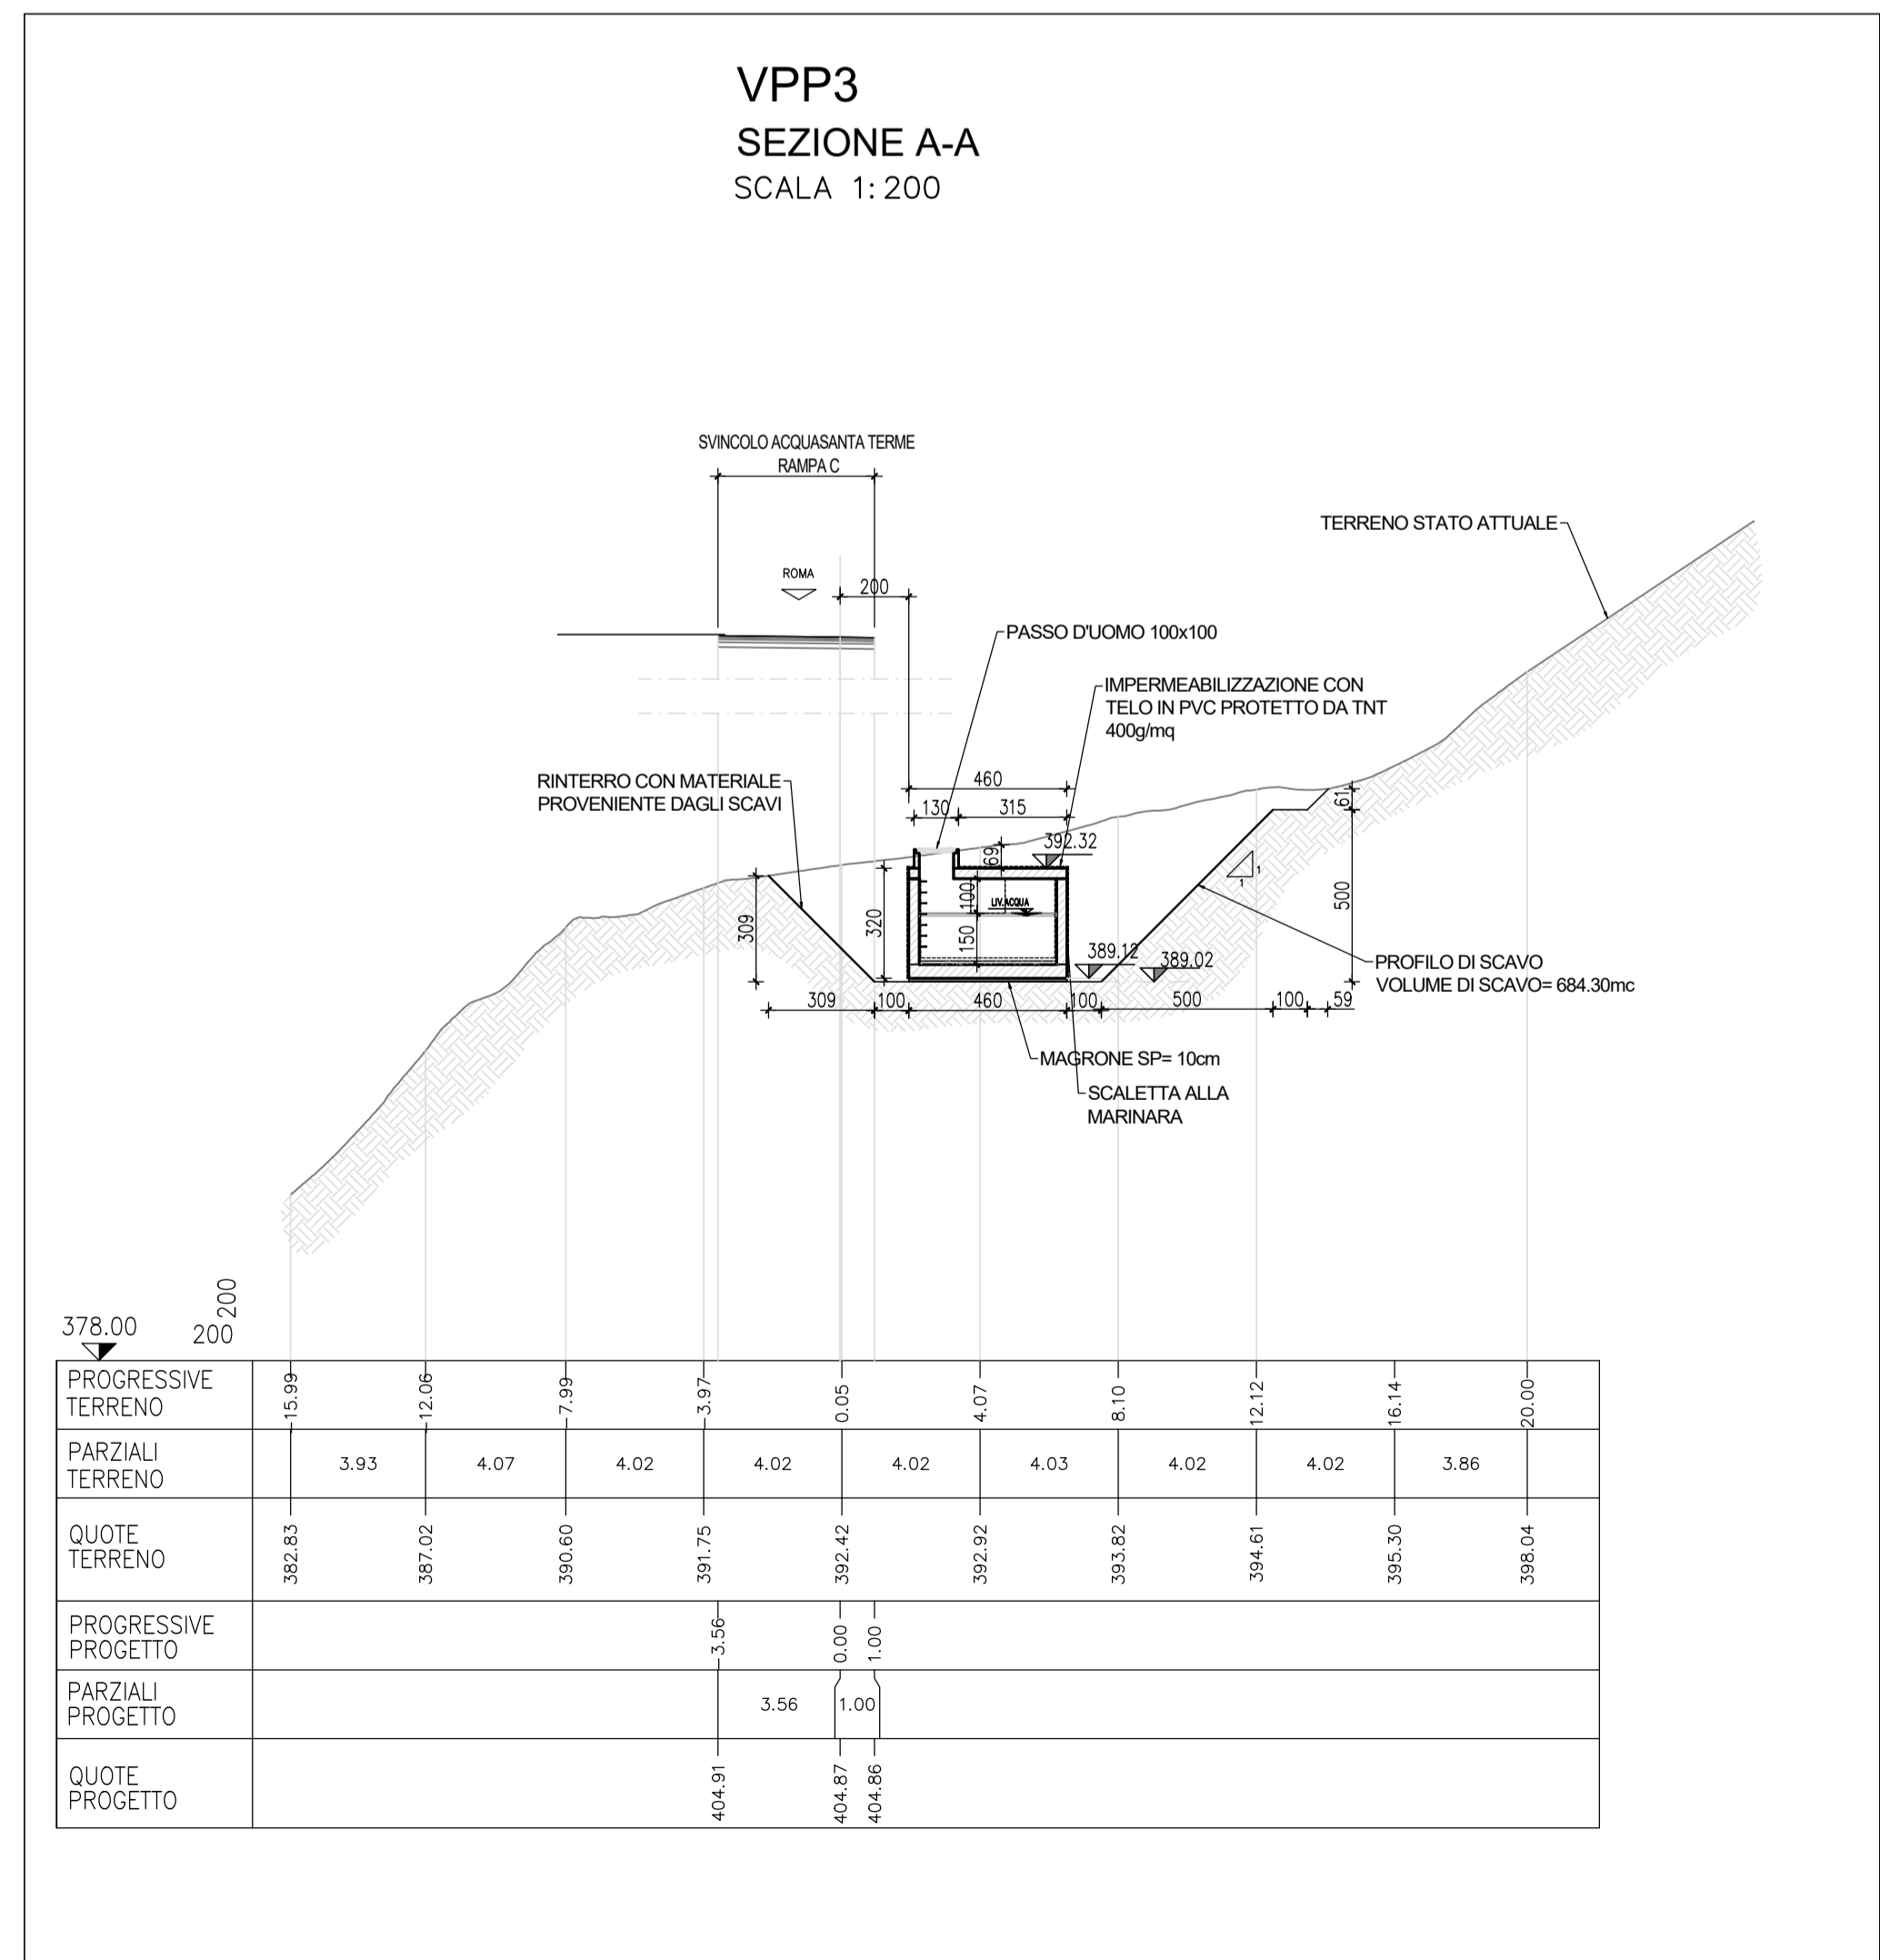 VPP3
SEZIONE A-A
SCALA 1:200
SVINCOLO ACQUASANTA TERME
RAMPA C
TERRENO STATO ATTUALE
ROMA
200
PASSO D'UOMO 100x100
IMPERMEABILIZZAZIONE CON
TELO IN PVC PROTETTO DA TNT
400g/mq
RINTERRO CON MATERIALE
PROVENIENTE DAGLI SCAVI
460
130 315
61
392.32
69
100
LIV.ACQUA
150
320
309
500
1
1
389.12
389.02
PROFILO DI SCAVO
VOLUME DI SCAVO= 684.30mc
309 100 460 100 500 100 59
MAGRONE SP= 10cm
SCALETTA ALLA
MARINARA
200
378.00
200
PROGRESSIVE
TERRENO
-15.99 -12.06 -7.99 -3.97 0.05 4.07 8.10 12.12 16.14 20.00
PARZIALI
TERRENO
3.93 4.07 4.02 4.02 4.02 4.03 4.02 4.02 3.86
QUOTE
TERRENO
382.83 387.02 390.60 391.75 392.42 392.92 393.82 394.61 395.30 398.04
PROGRESSIVE
PROGETTO
-3.56 0.00 1.00
PARZIALI
PROGETTO
3.56 1.00
QUOTE
PROGETTO
404.91 404.87 404.86